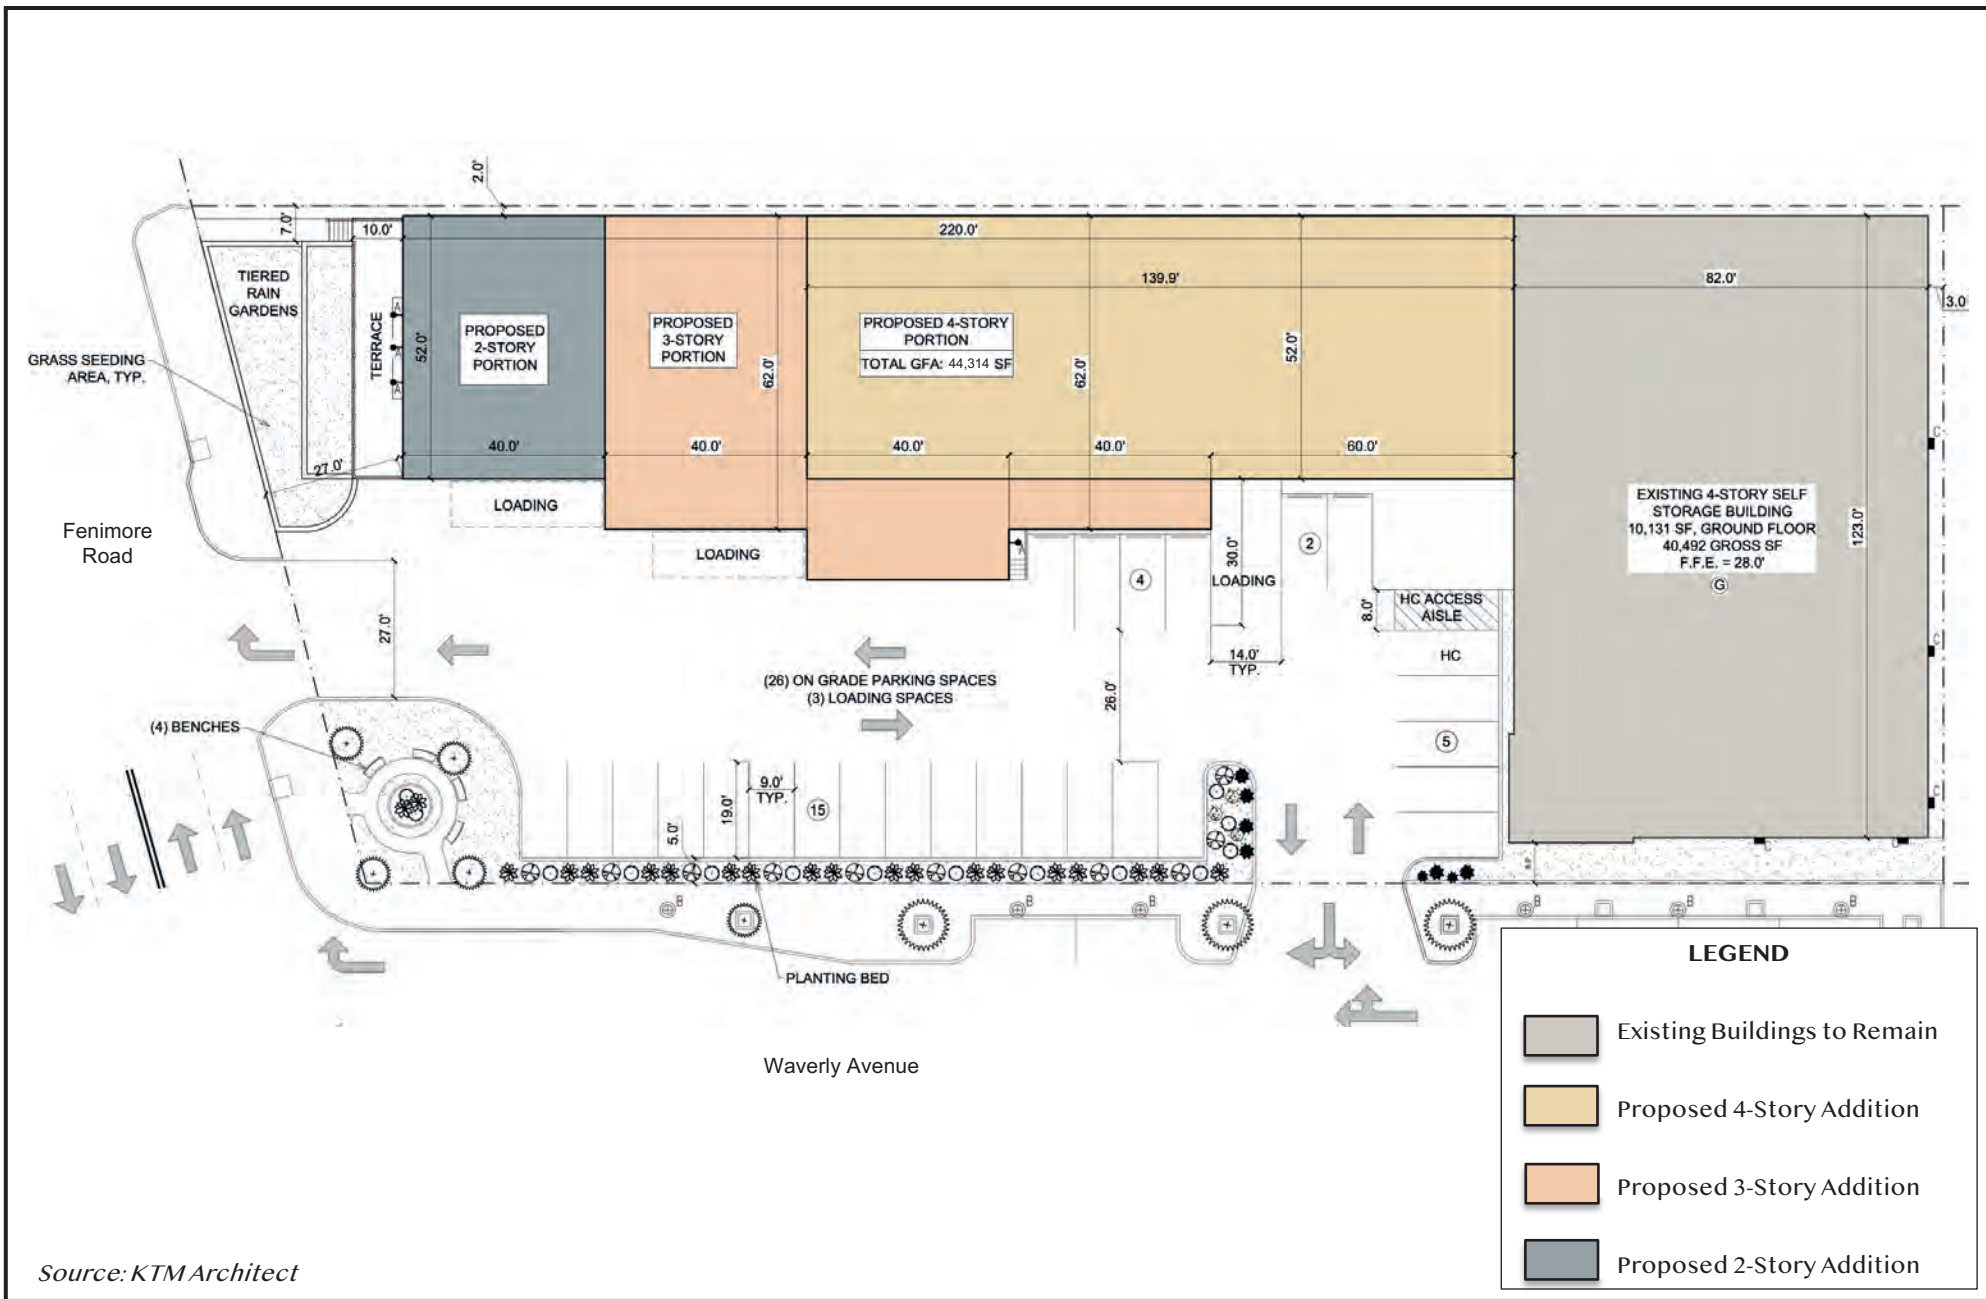 2.0'
7.0'
10.0'
220.0'
139.9'
82.0'
3.0
TIERED
RAIN
GARDENS
TERRACE
A
A
A
52.0'
PROPOSED
2-STORY
PORTION
PROPOSED
3-STORY
PORTION
62.0'
PROPOSED 4-STORY
PORTION
TOTAL GFA: 44,314 SF
62.0'
52.0'
GRASS SEEDING
AREA, TYP.
27.0'
40.0'
40.0'
40.0'
40.0'
60.0'
LOADING
LOADING
EXISTING 4-STORY SELF
STORAGE BUILDING
10,131 SF, GROUND FLOOR
40,492 GROSS SF
F.F.E. = 28.0'
G
123.0'
C
C
C
C
C
Fenimore
Road
27.0'
4
30.0'
LOADING
2
8.0'
HC ACCESS
AISLE
HC
14.0'
TYP.
26.0'
(26) ON GRADE PARKING SPACES
(3) LOADING SPACES
(4) BENCHES
5
19.0'
9.0'
TYP.
15
5.0'
B
B
B
B
B
B
PLANTING BED
Waverly Avenue
LEGEND
Existing Buildings to Remain
Proposed 4-Story Addition
Proposed 3-Story Addition
Proposed 2-Story Addition
Source: KTM Architect